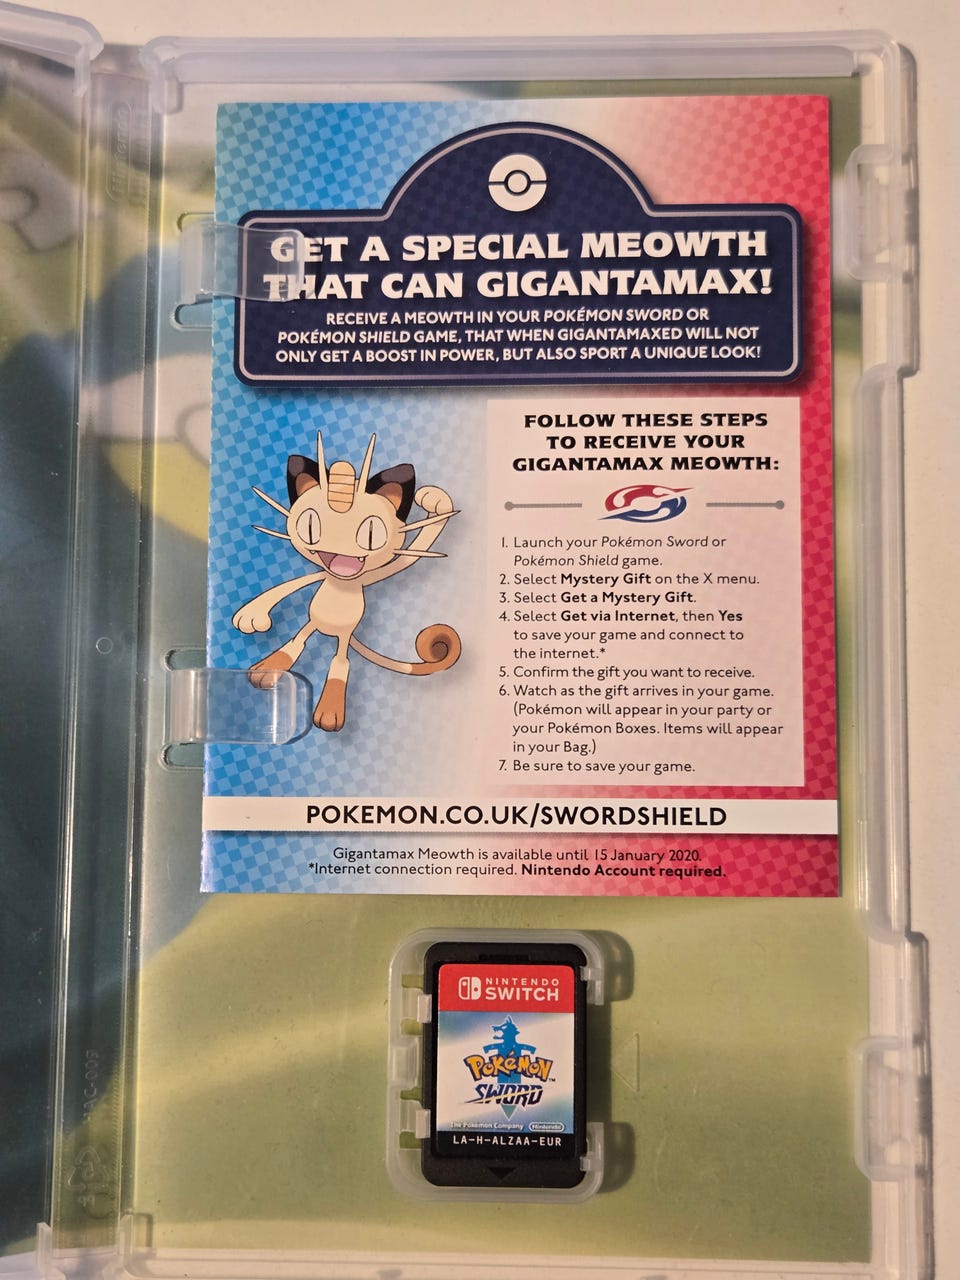 GET A SPECIAL MEOWTH
THAT CAN GIGANTAMAX!
RECEIVE A MEOWTH IN YOUR POKÉMON SWORD OR
POKÉMON SHIELD GAME, THAT WHEN GIGANTAMAXED WILL NOT
ONLY GET A BOOST IN POWER, BUT ALSO SPORT A UNIQUE LOOK!
FOLLOW THESE STEPS
TO RECEIVE YOUR
GIGANTAMAX MEOWTH:
1. Launch your Pokémon Sword or
Pokémon Shield game.
2. Select Mystery Gift on the X menu.
3. Select Get a Mystery Gift.
4. Select Get via Internet, then Yes
to save your game and connect to
the internet.*
5. Confirm the gift you want to receive.
6. Watch as the gift arrives in your game.
(Pokémon will appear in your party or
your Pokémon Boxes. Items will appear
in your Bag.)
7. Be sure to save your game.
POKEMON.CO.UK/SWORDSHIELD
Gigantamax Meowth is available until 15 January 2020.
*Internet connection required. Nintendo Account required.
NINTENDO
SWITCH
POKéMON™
SWORD
The Pokémon Company Nintendo
LA-H-ALZAA-EUR
HAC-009
Nintendo